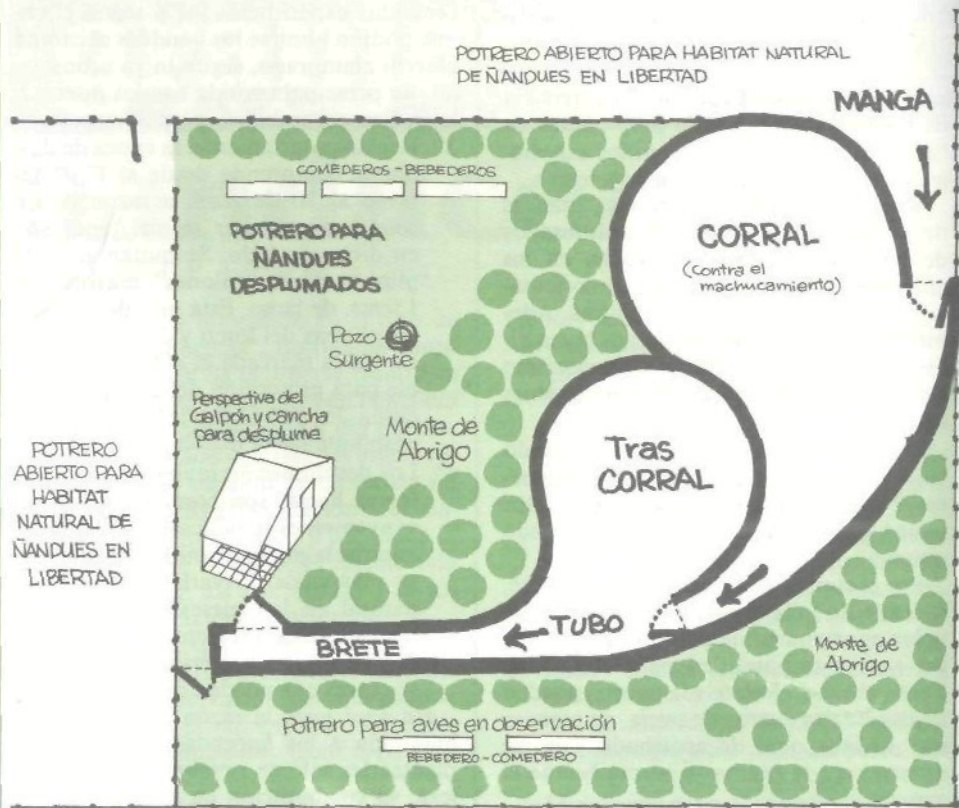 POTRERO ABIERTO PARA HABITAT NATURAL
DE ÑANDUES EN LIBERTAD
MANGA
COMEDEROS - BEBEDEROS
POTRERO PARA
ÑANDUES
DESPLUMADOS
CORRAL
(contra el
machucamiento)
Pozo
Surgente
Perspectiva del
Galpón y cancha
para desplume
Monte de
Abrigo
Tras
CORRAL
POTRERO
ABIERTO PARA
HABITAT
NATURAL DE
ÑANDUES EN
LIBERTAD
TUBO
BRETE
Monte de
Abrigo
Potrero para aves en observación
BEBEDERO - COMEDERO